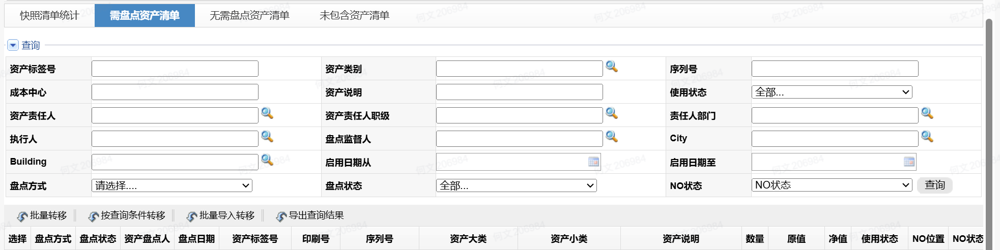 快照清单统计 需盘点资产清单 无需盘点资产清单 未包含资产清单
查询
资产标签号 资产类别 序列号
成本中心 资产说明 使用状态 全部...
资产责任人 资产责任人职级 责任人部门
执行人 盘点监督人 City
Building 启用日期从 启用日期至
盘点方式 请选择.... 盘点状态 全部... NO状态 NO状态 查询
批量转移 按查询条件转移 批量导入转移 导出查询结果
选择 盘点方式 盘点状态 资产盘点人 盘点日期 资产标签号 印刷号 序列号 资产大类 资产小类 资产说明 数量 原值 净值 使用状态 NO位置 NO状态
何文 206984